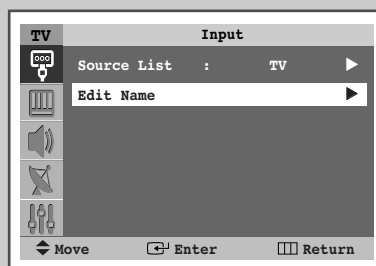 TV Input
Source List : TV
Edit Name
Move Enter Return